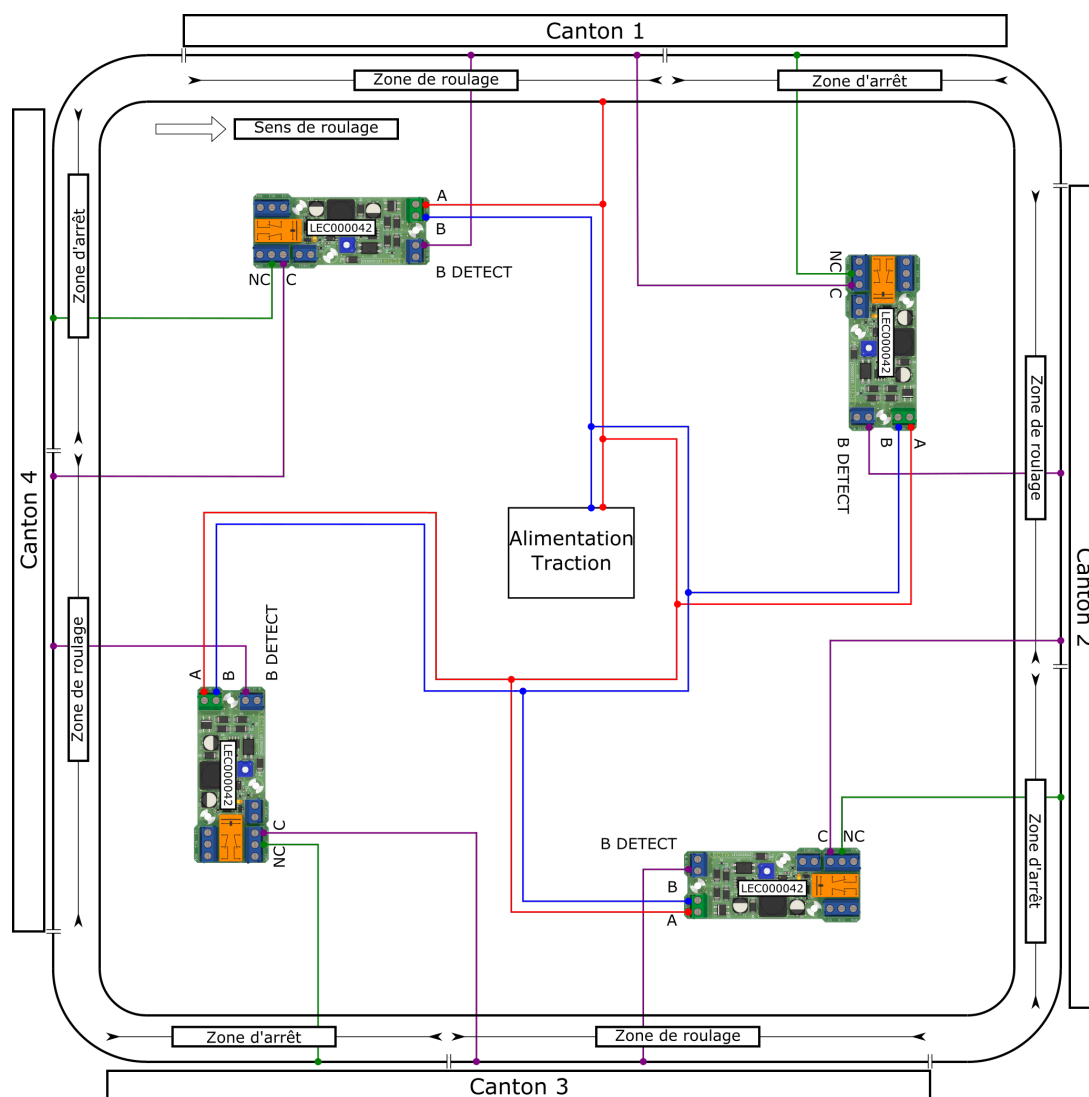 Canton 1
Zone de roulage
Zone d'arrêt
Sens de roulage
Zone d'arrêt
A
LEC000042
B
B DETECT
NC
C
NC
C
LEC000042
B DETECT
B
A
Zone de roulage
Canton 4
Canton 2
Alimentation
Traction
Zone de roulage
A
B
B DETECT
LEC000042
C
NC
B DETECT
B
A
LEC000042
C
NC
Zone d'arrêt
Zone d'arrêt
Zone de roulage
Canton 3